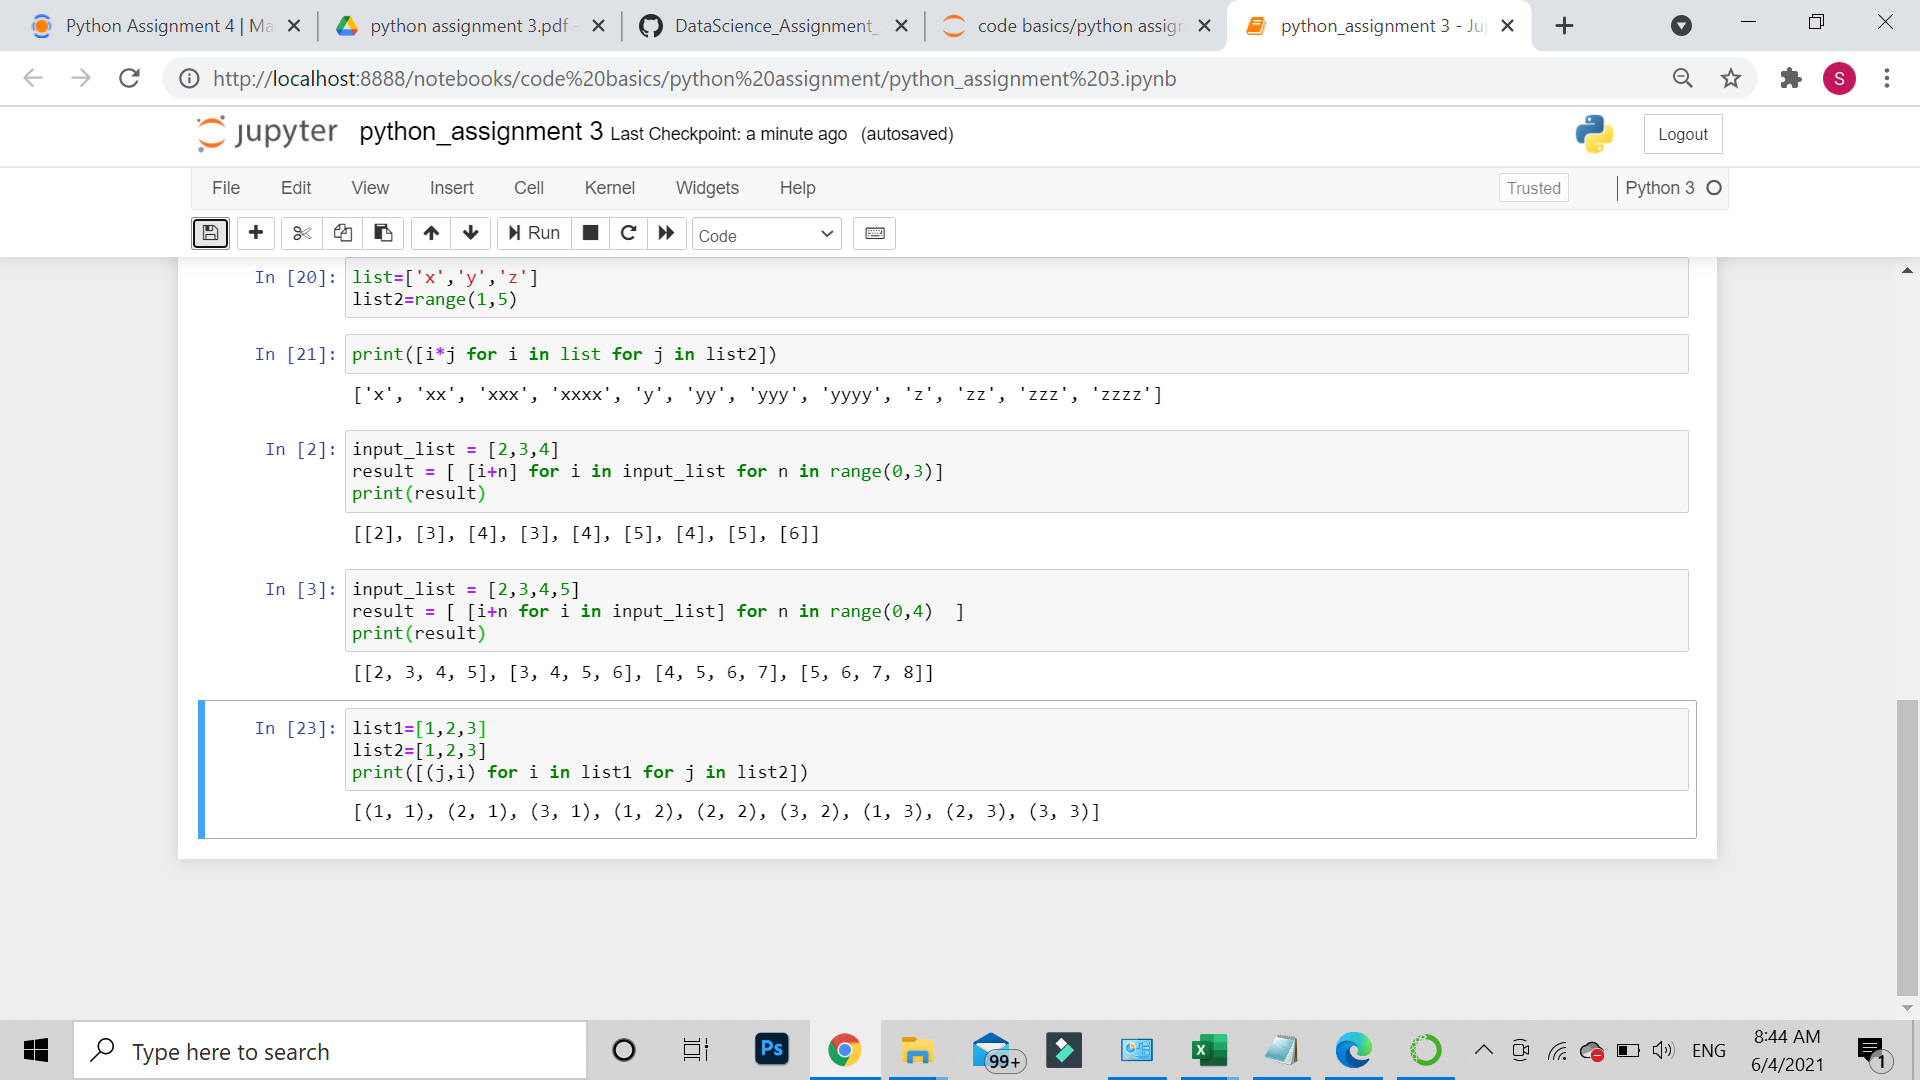 Python Assignment 4 | Ma
python assignment 3.pdf -
DataScience_Assignment_
code basics/python assign
python_assignment 3 - Ju
http://localhost:8888/notebooks/code%20basics/python%20assignment/python_assignment%203.ipynb
S
jupyter python_assignment 3 Last Checkpoint: a minute ago (autosaved)
Logout
File Edit View Insert Cell Kernel Widgets Help
Trusted
Python 3
Run
Code
In [20]: list=['x','y','z']
list2=range(1,5)
In [21]: print([i*j for i in list for j in list2])
['x', 'xx', 'xxx', 'xxxx', 'y', 'yy', 'yyy', 'yyyy', 'z', 'zz', 'zzz', 'zzzz']
In [2]: input_list = [2,3,4]
result = [ [i+n] for i in input_list for n in range(0,3)]
print(result)
[[2], [3], [4], [3], [4], [5], [4], [5], [6]]
In [3]: input_list = [2,3,4,5]
result = [ [i+n for i in input_list] for n in range(0,4)  ]
print(result)
[[2, 3, 4, 5], [3, 4, 5, 6], [4, 5, 6, 7], [5, 6, 7, 8]]
In [23]: list1=[1,2,3]
list2=[1,2,3]
print([(j,i) for i in list1 for j in list2])
[(1, 1), (2, 1), (3, 1), (1, 2), (2, 2), (3, 2), (1, 3), (2, 3), (3, 3)]
Type here to search
Ps
99+
X
ENG
8:44 AM
6/4/2021
1